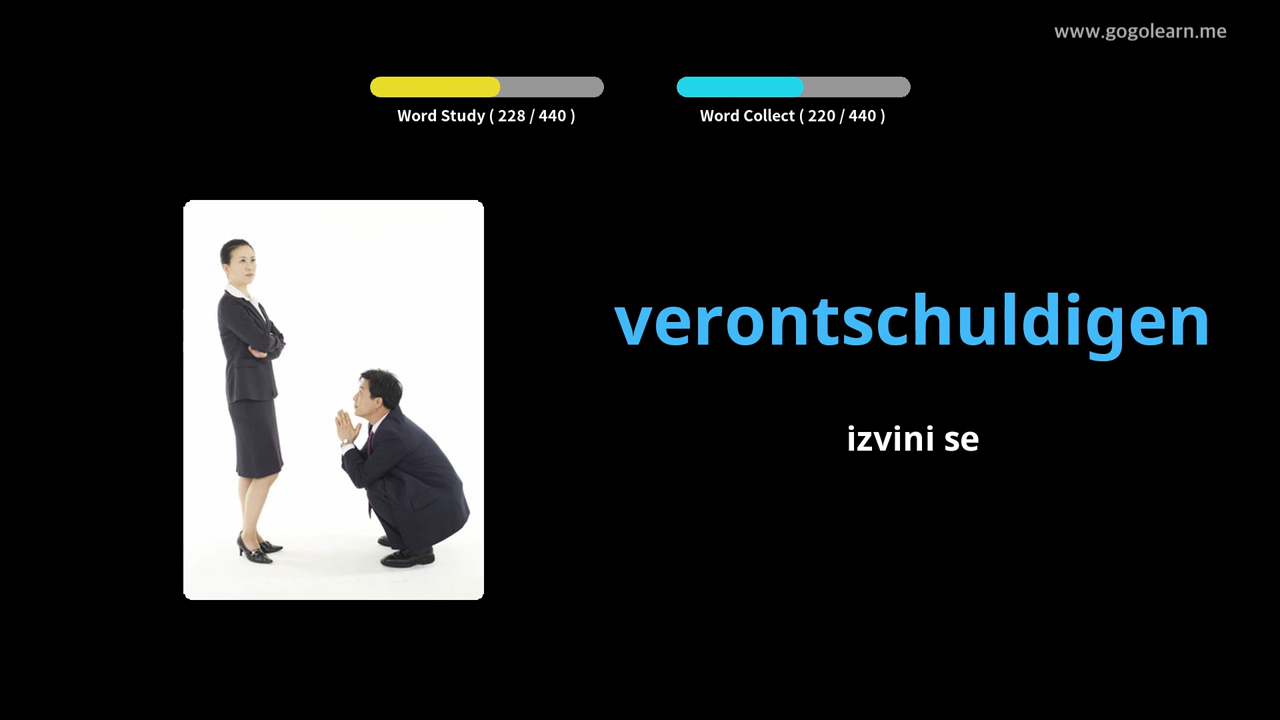 www.gogolearn.me
Word Study ( 228 / 440 )
Word Collect ( 220 / 440 )
verontschuldigen
izvini se